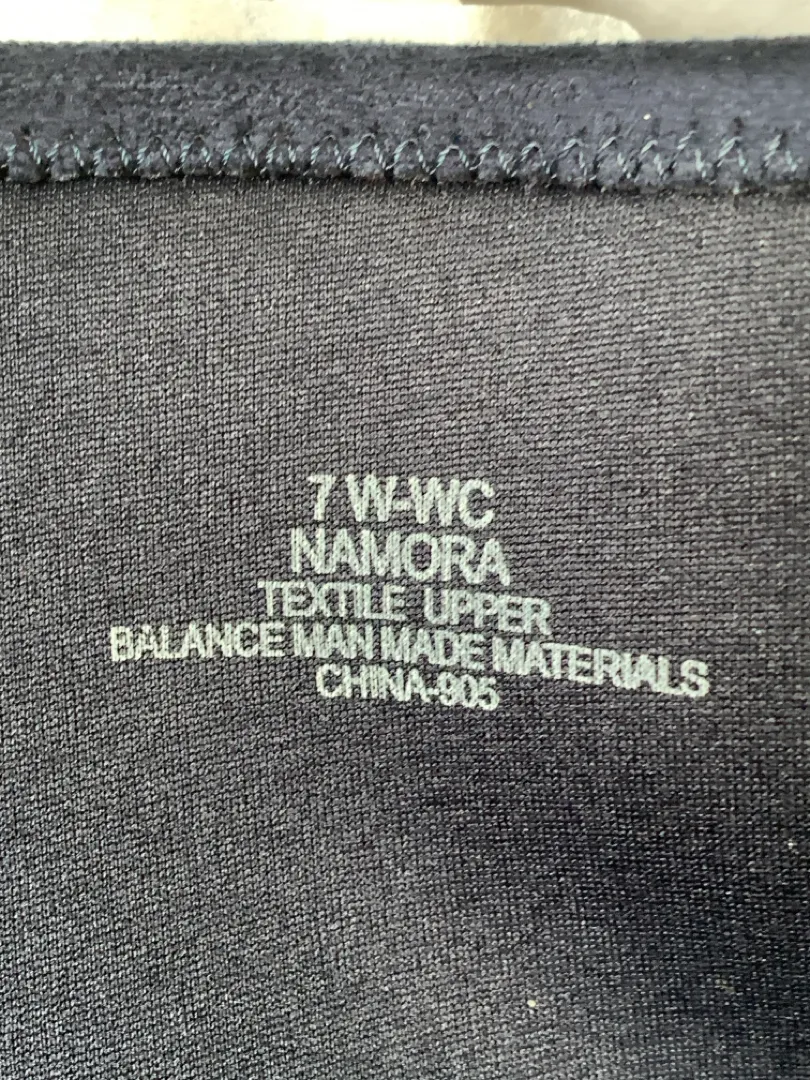 7 W-WC
NAMORA
TEXTILE UPPER
BALANCE MAN MADE MATERIALS
CHINA-905